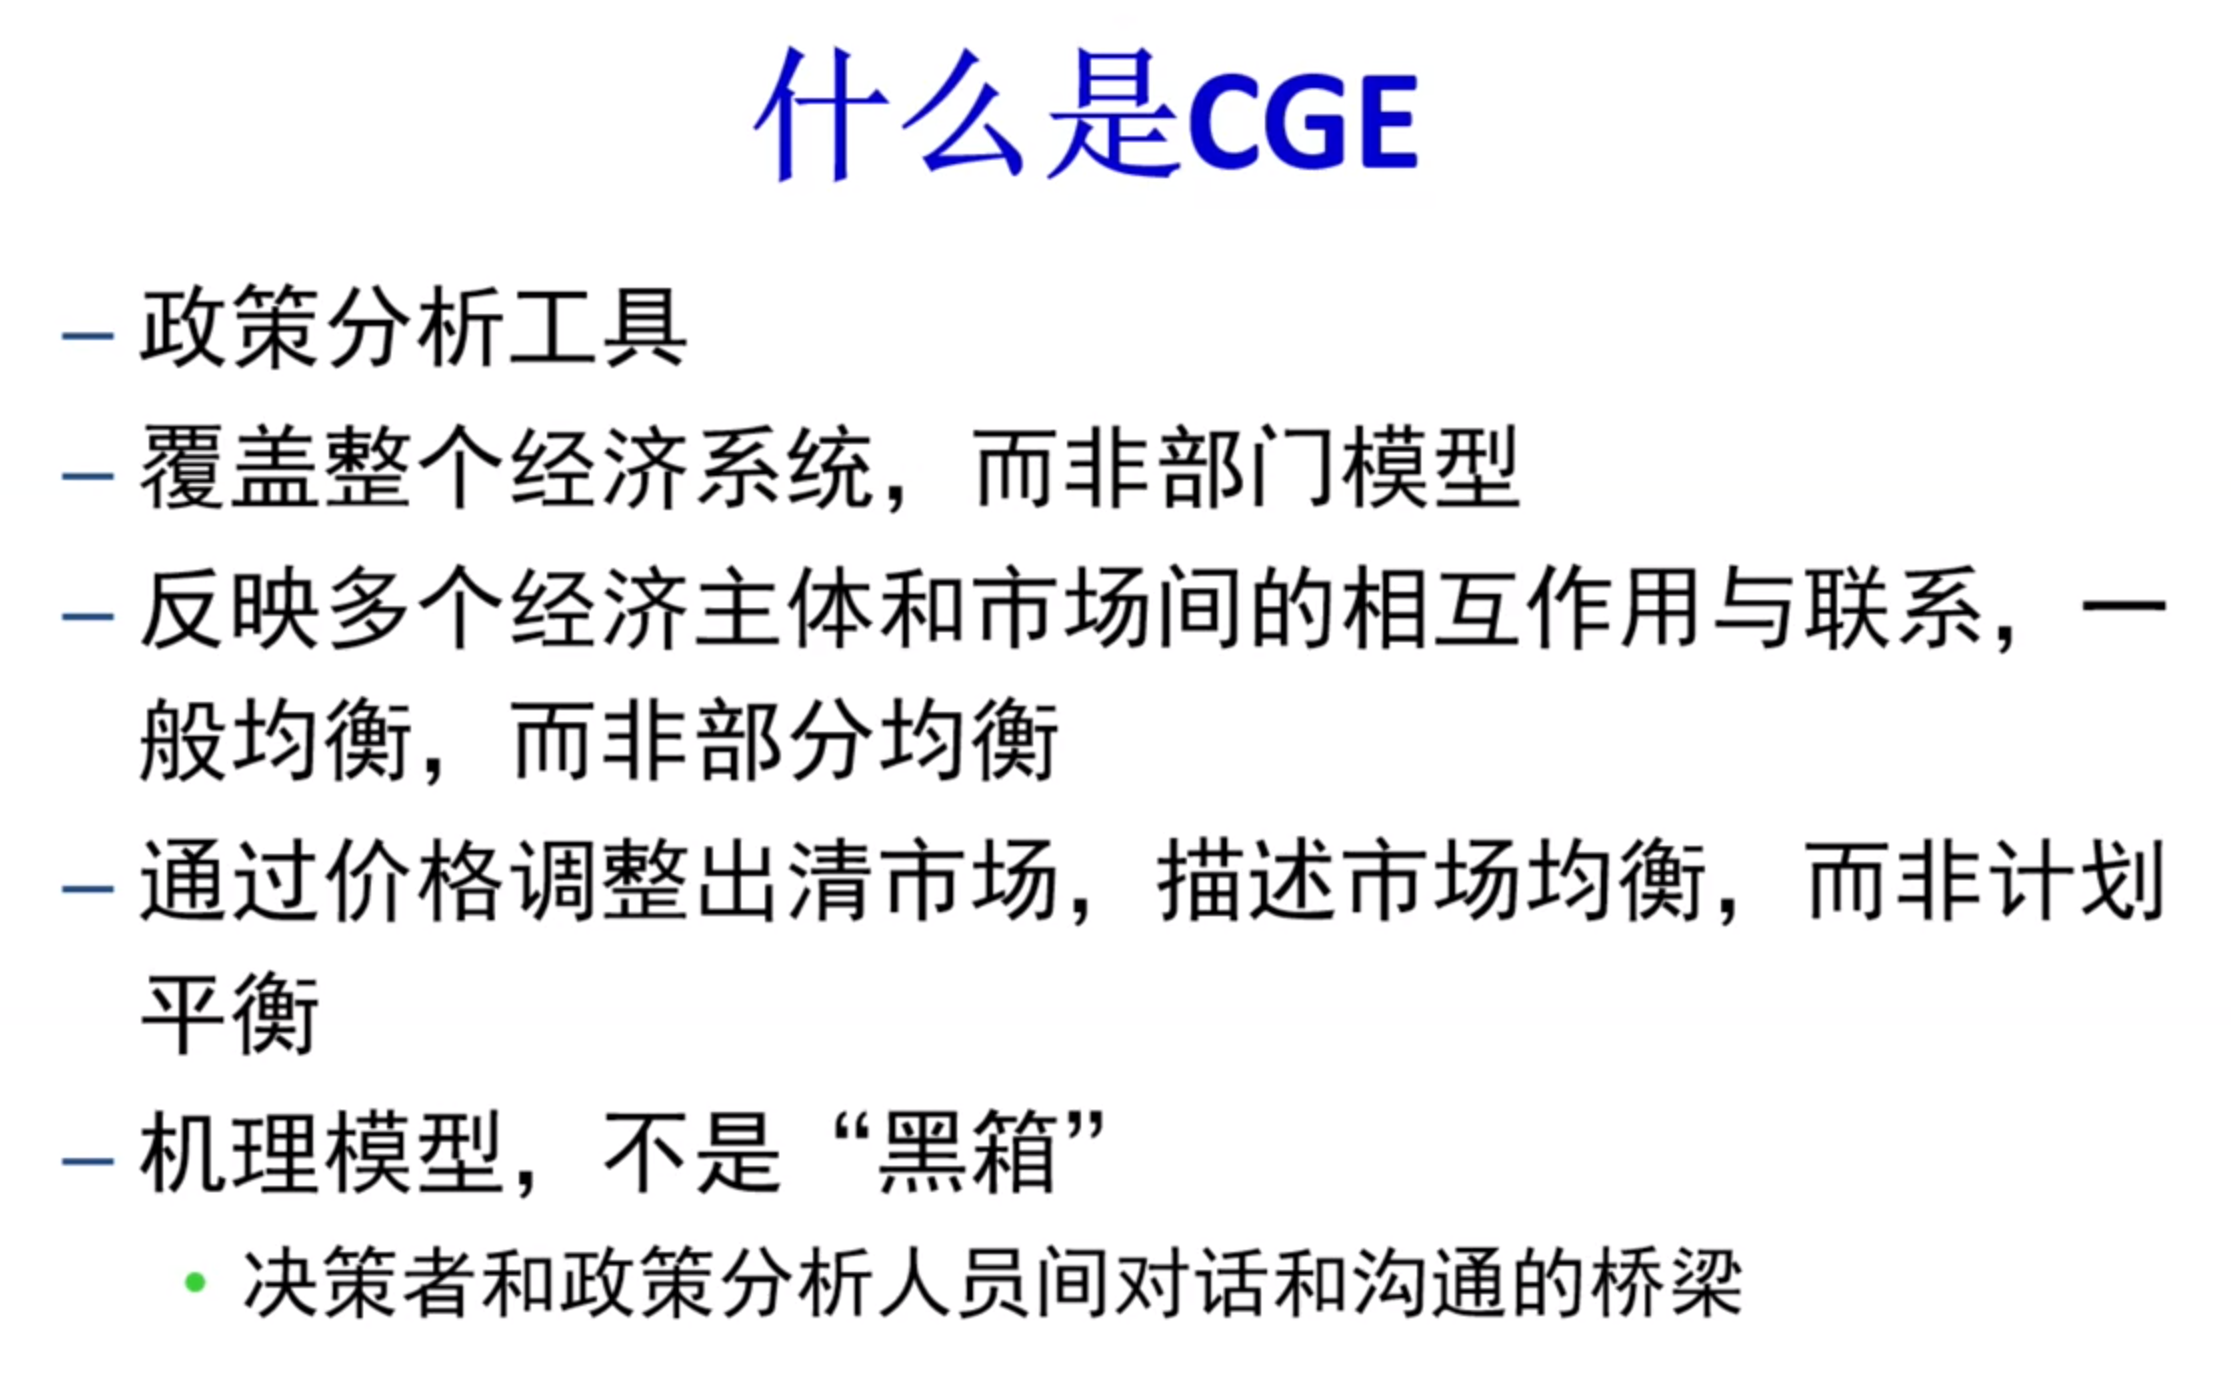 什么是CGE
– 政策分析工具
– 覆盖整个经济系统，而非部门模型
– 反映多个经济主体和市场间的相互作用与联系，一
般均衡，而非部分均衡
– 通过价格调整出清市场，描述市场均衡，而非计划
平衡
– 机理模型，不是“黑箱”
• 决策者和政策分析人员间对话和沟通的桥梁